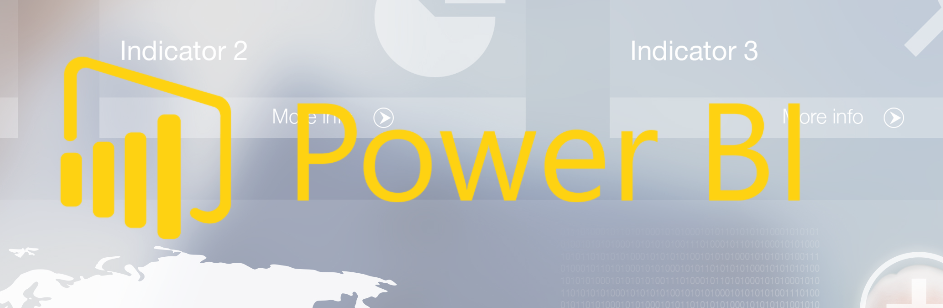 Indicator 2
Indicator 3
More info
More info
Power BI